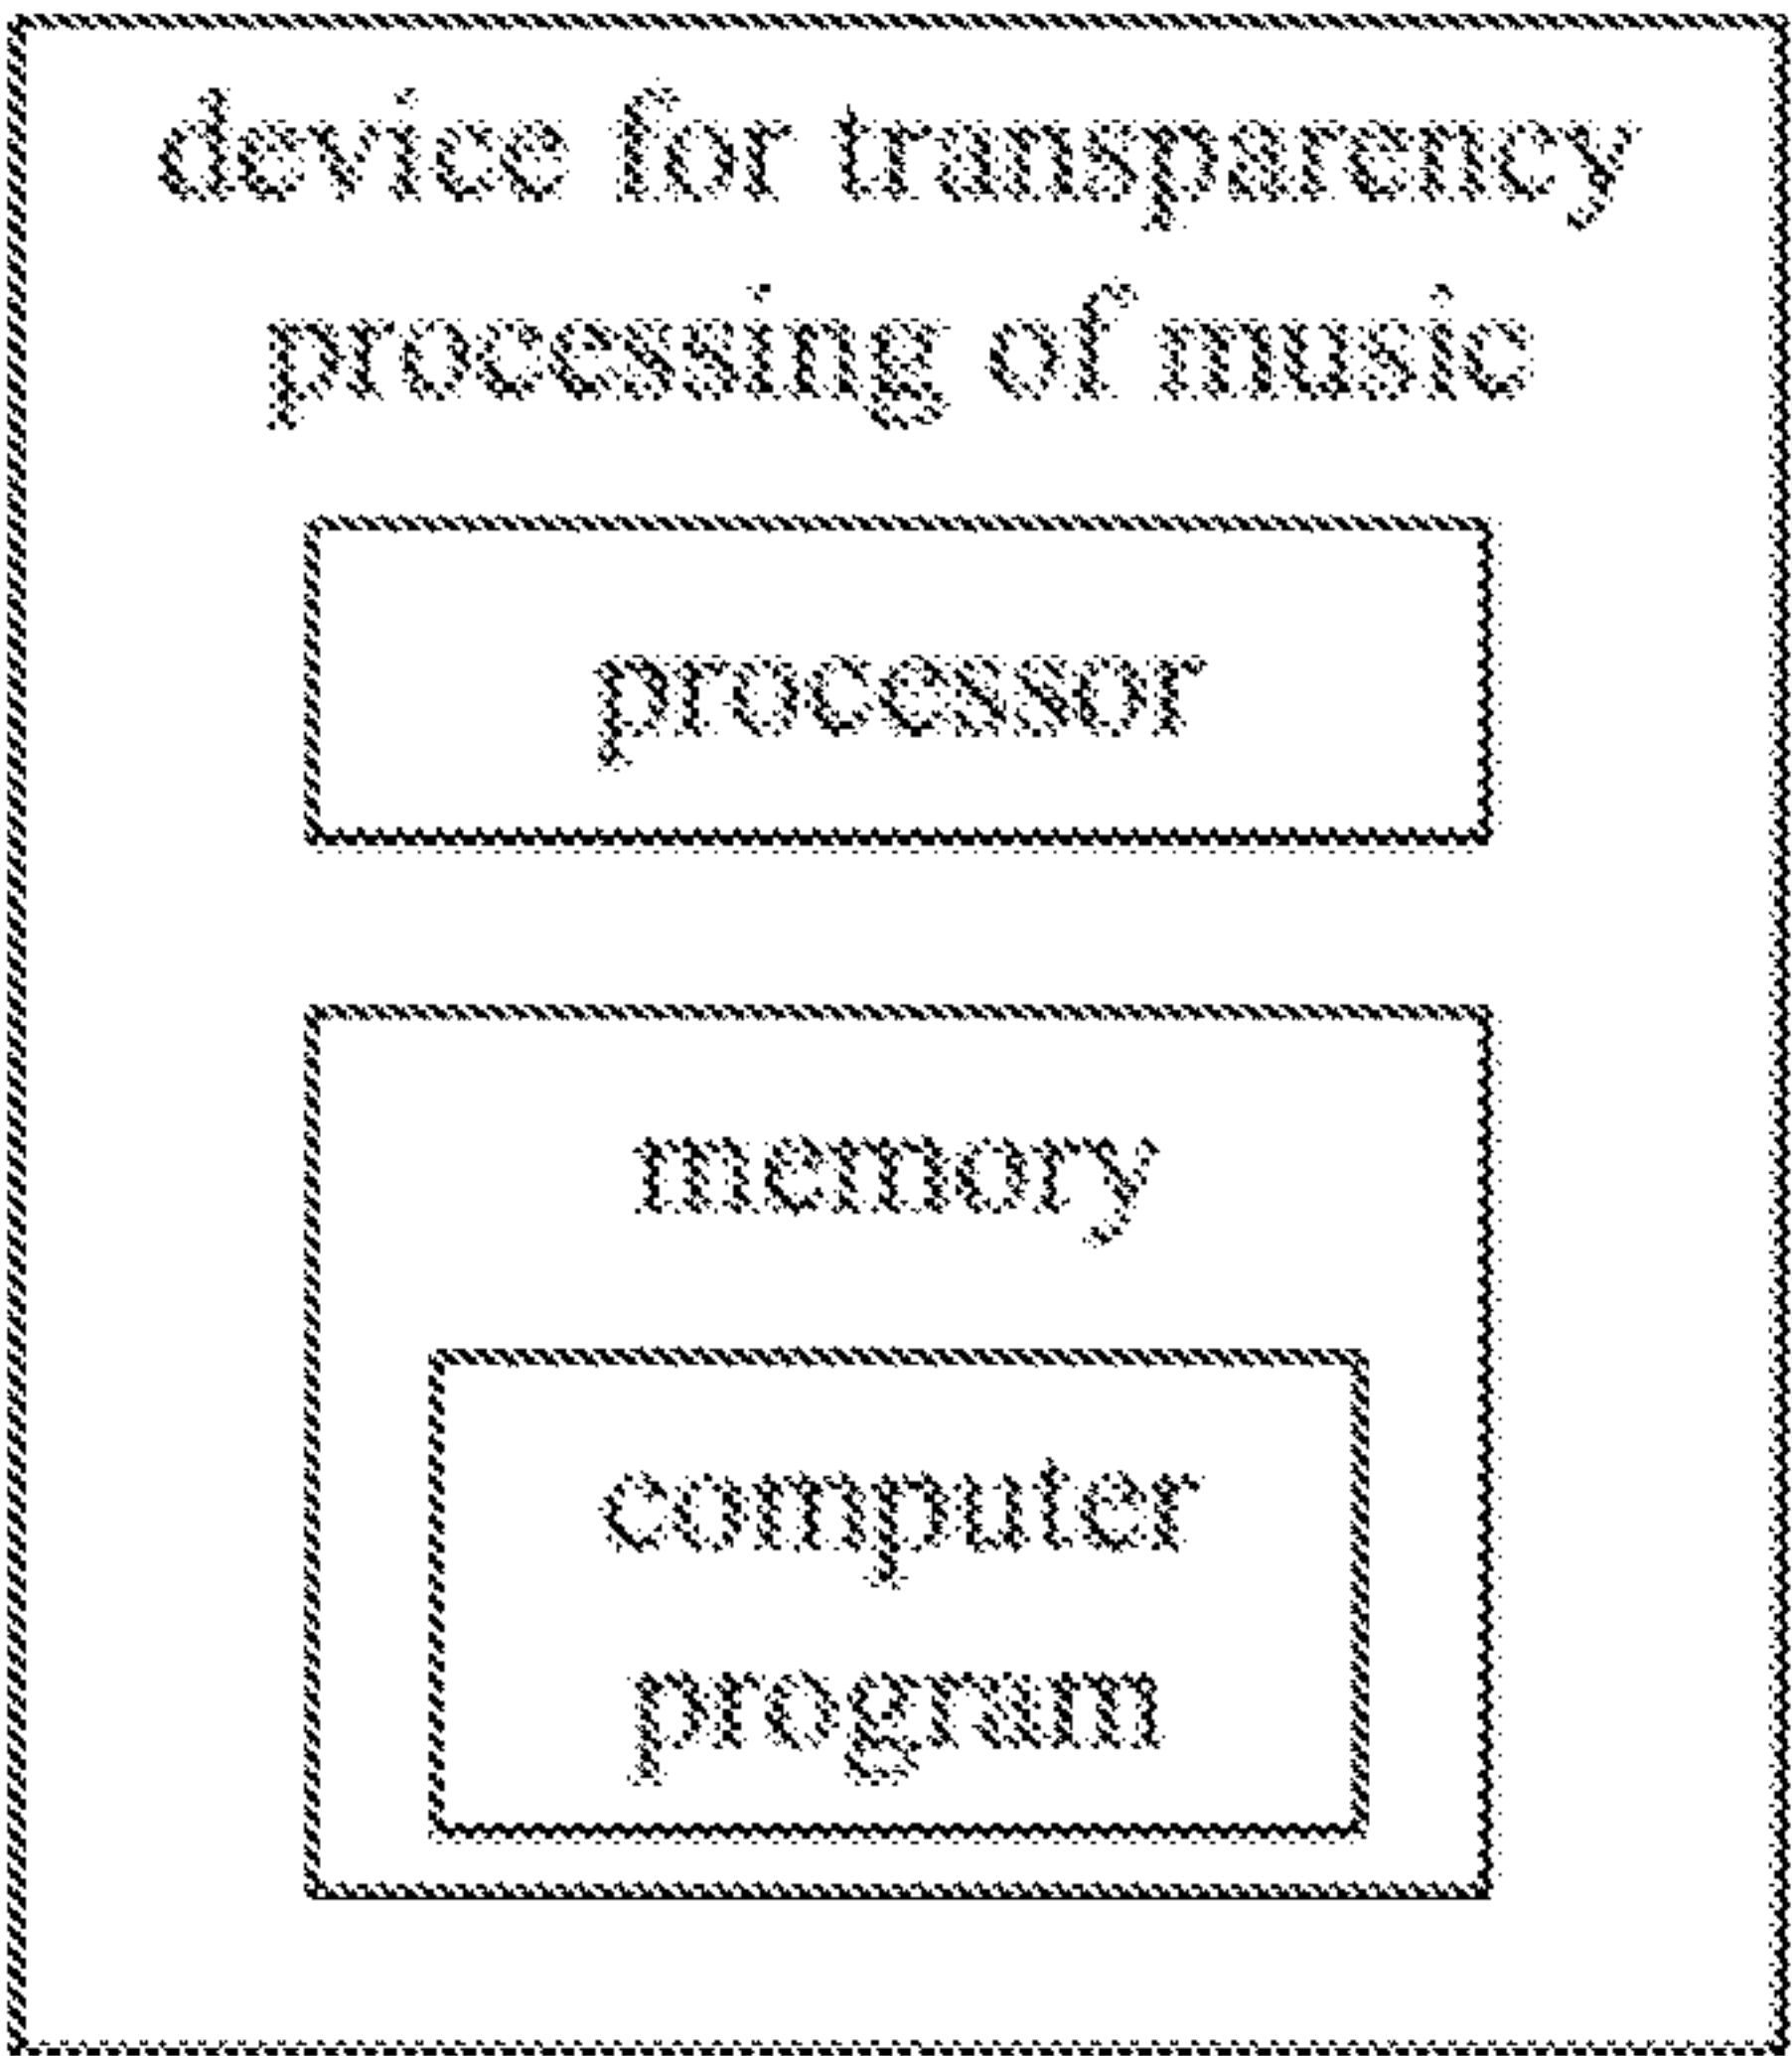 device for transparency
processing of music
processor
memory
computer
program